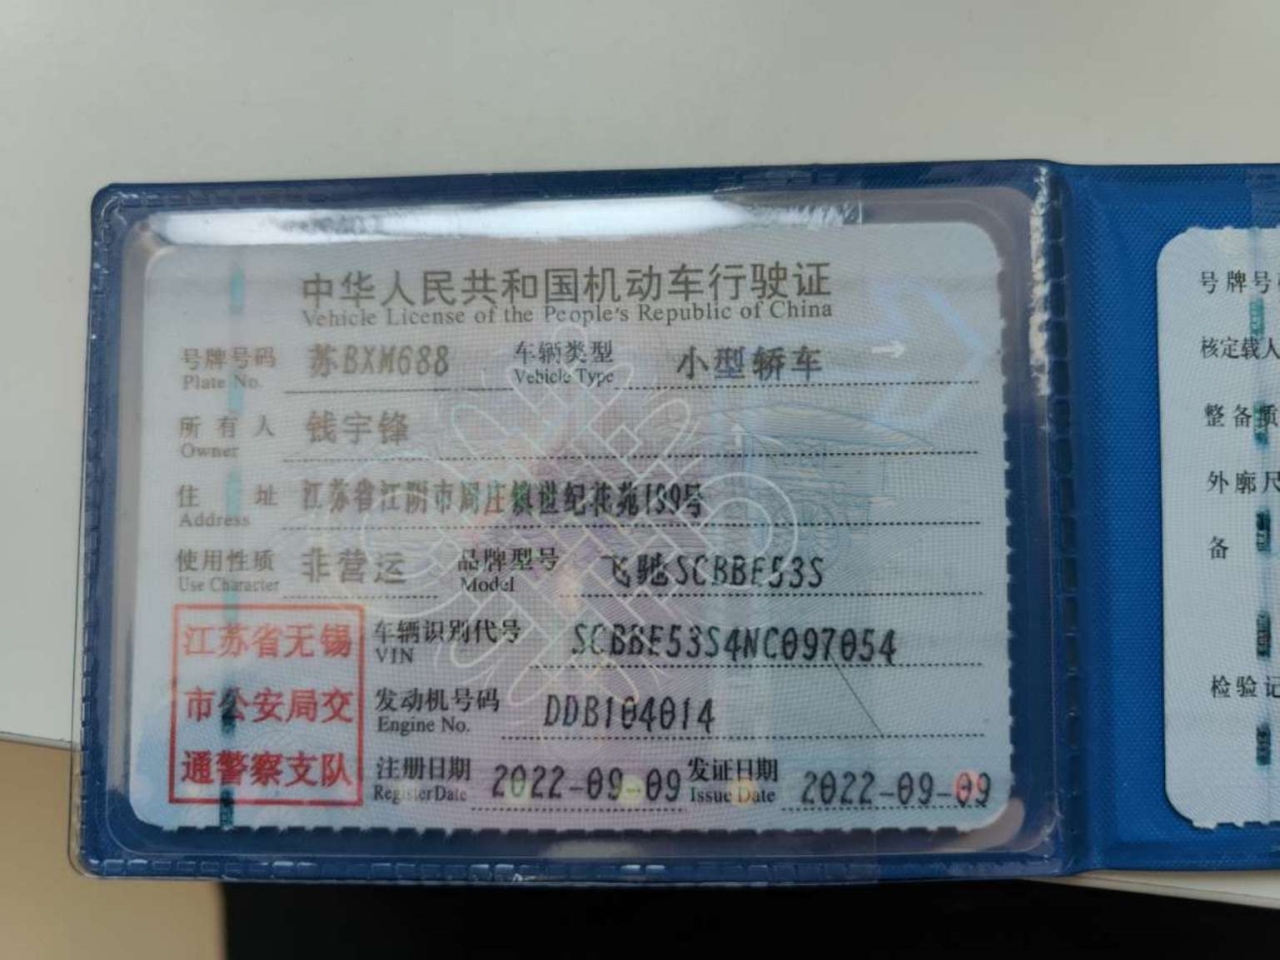 中华人民共和国机动车行驶证
Vehicle License of the People's Republic of China
号牌号码 苏BXM688 车辆类型 小型轿车
Plate No. Vehicle Type
所有人 钱宇锋
Owner
住址 江苏省江阴市周庄镇世纪花苑199号
Address
使用性质 非营运 品牌型号 飞驰SCBBE53S
Use Character Model
江苏省无锡
市公安局交
通警察支队
车辆识别代号 SCBBE53S4NC097054
VIN
发动机号码 DDB104014
Engine No.
注册日期 2022-09-09 发证日期 2022-09-09
Register Date Issue Date
号牌号
核定载人
整备质
外廓尺
备
检验记